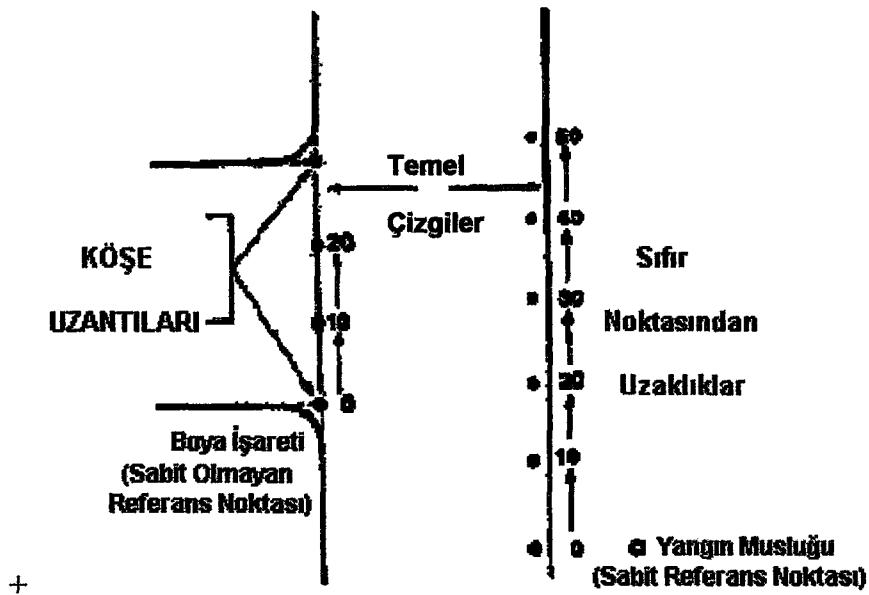 60
Temel
40
Çizgiler
20
KÖŞE
Sıfır
30
10
UZANTILARI
Noktasından
20
Uzaklıklar
0
Boya İşareti
(Sabit Olmayan
Referans Noktası)
10
0
Yangın Musluğu
(Sabit Referans Noktası)